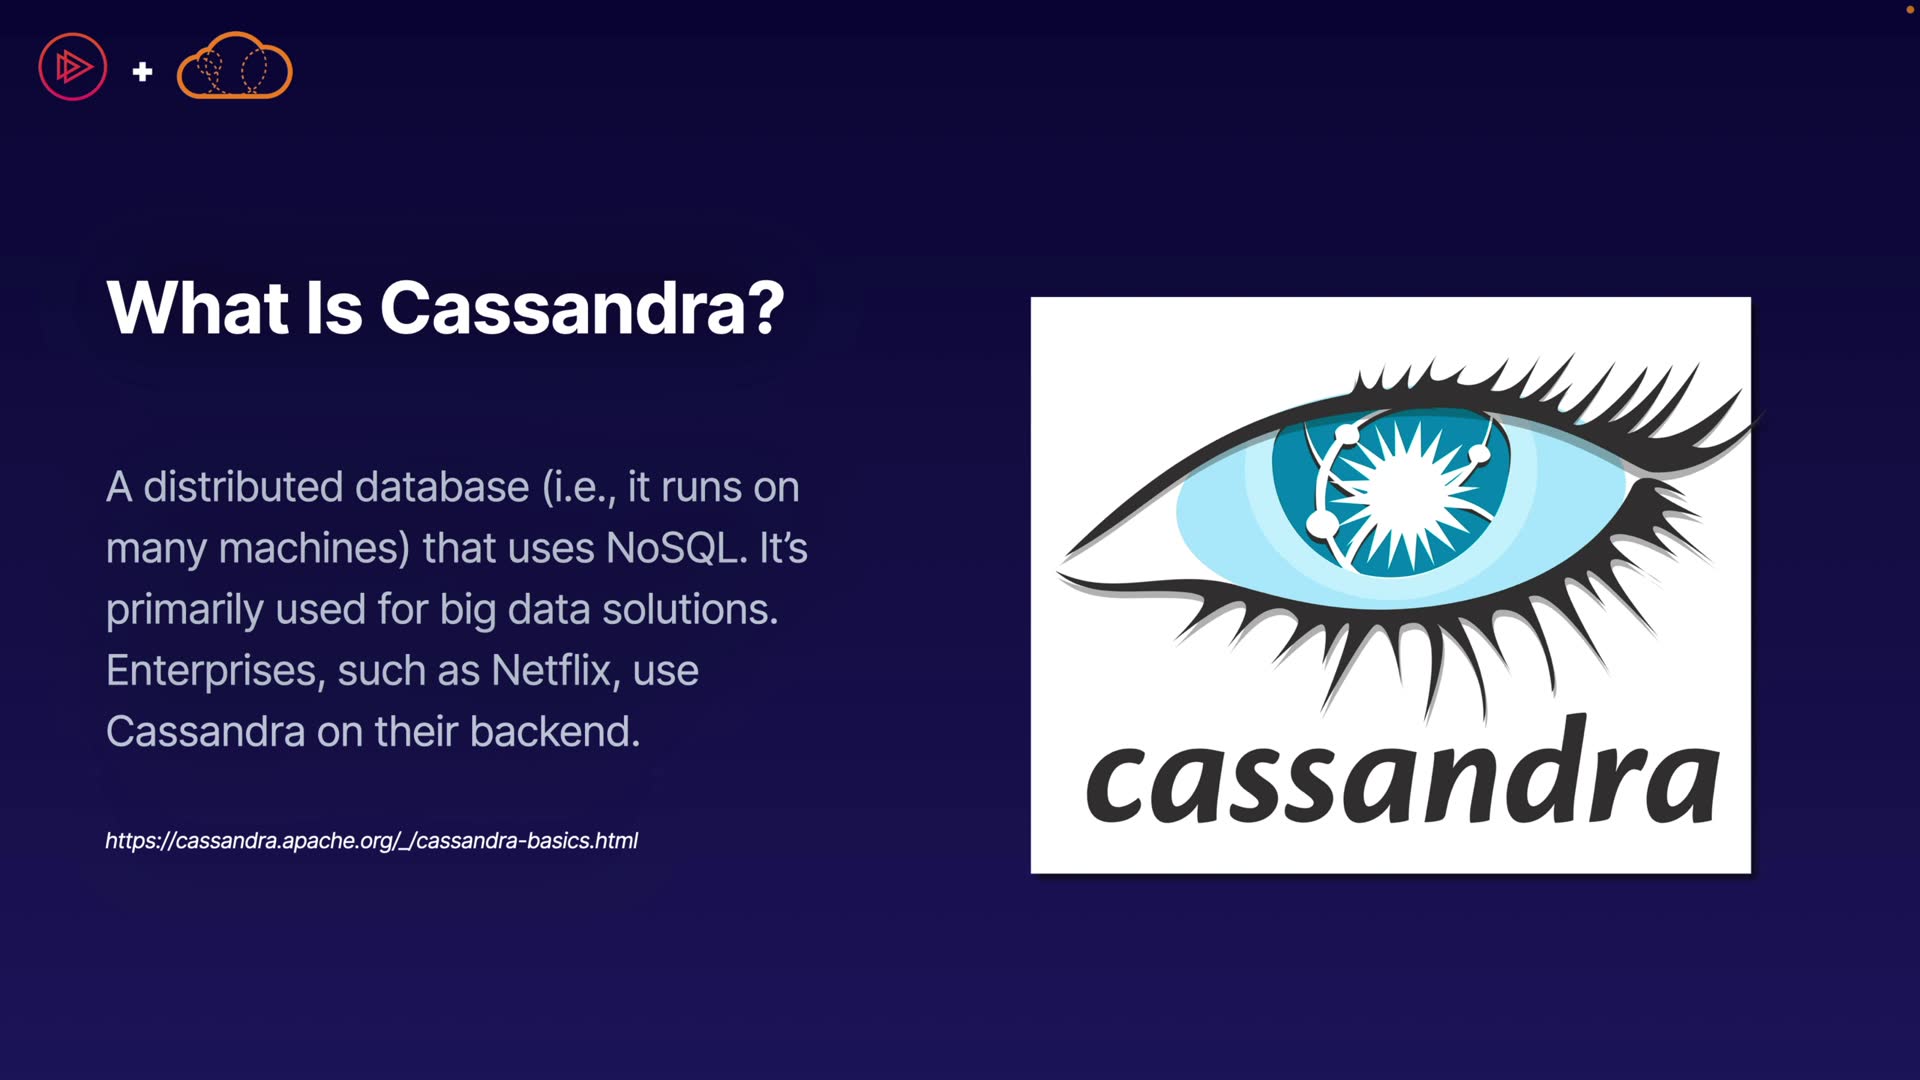 What Is Cassandra?
A distributed database (i.e., it runs on
many machines) that uses NoSQL. It’s
primarily used for big data solutions.
Enterprises, such as Netflix, use
Cassandra on their backend.
https://cassandra.apache.org/_/cassandra-basics.html
cassandra